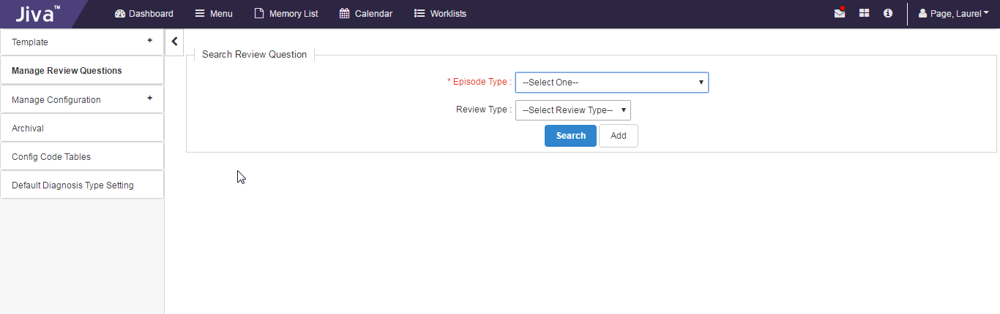 Jiva™ Dashboard Menu Memory List Calendar Worklists Page, Laurel
Template +
Manage Review Questions
Manage Configuration +
Archival
Config Code Tables
Default Diagnosis Type Setting
Search Review Question
* Episode Type : --Select One--
Review Type : --Select Review Type--
Search Add